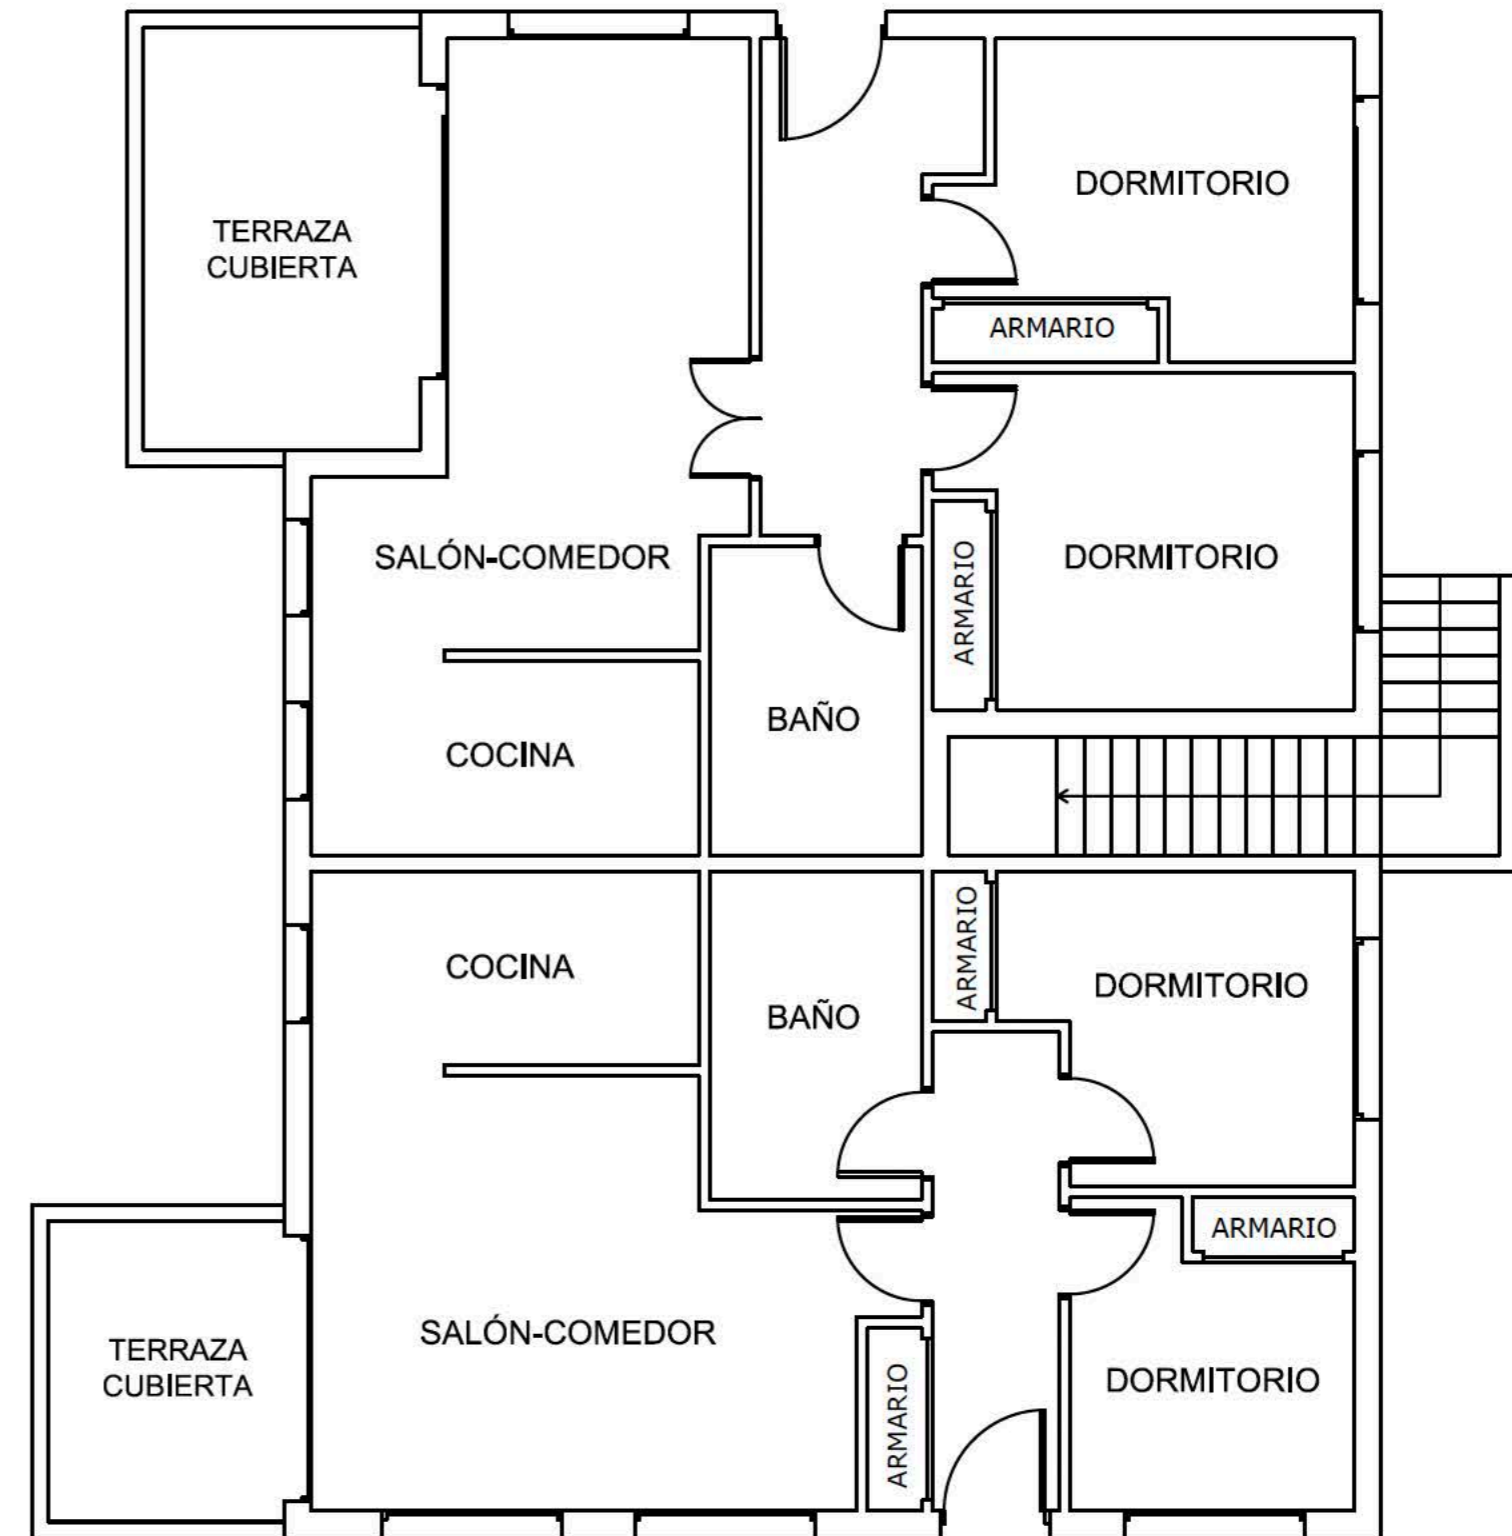 DORMITORIO
TERRAZA
CUBIERTA
ARMARIO
SALÓN-COMEDOR
ARMARIO
DORMITORIO
BAÑO
COCINA
COCINA
BAÑO
ARMARIO
DORMITORIO
ARMARIO
SALÓN-COMEDOR
TERRAZA
CUBIERTA
ARMARIO
DORMITORIO